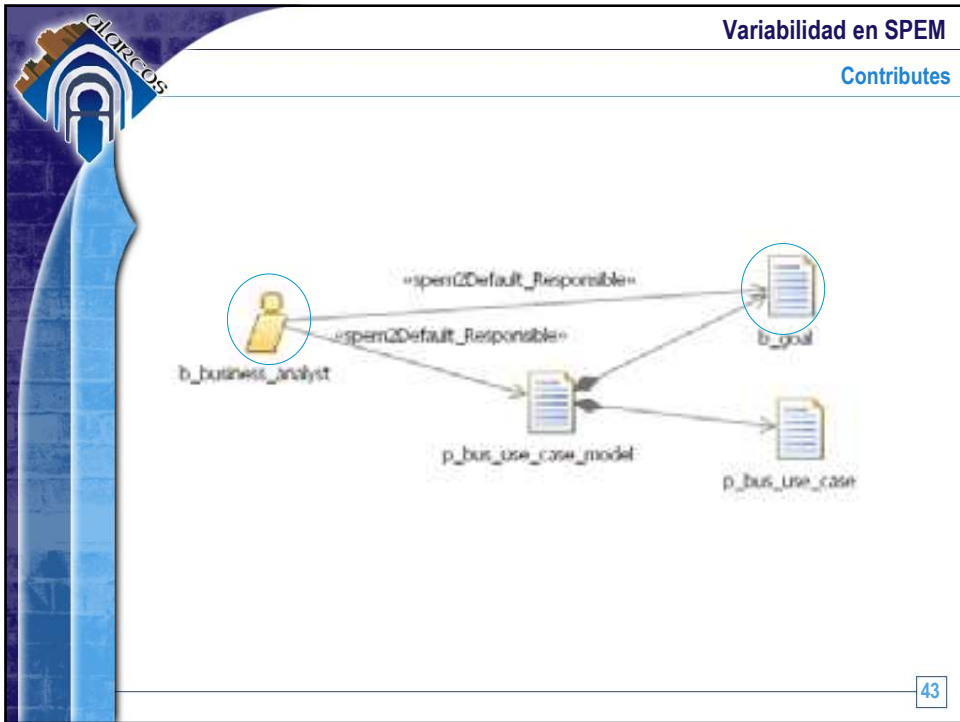 Variabilidad en SPEM
Contributes
ALARCOS
«spem2Default_Responsible»
«spem2Default_Responsible»
b_business_analyst
b_goal
p_bus_use_case_model
p_bus_use_case
43